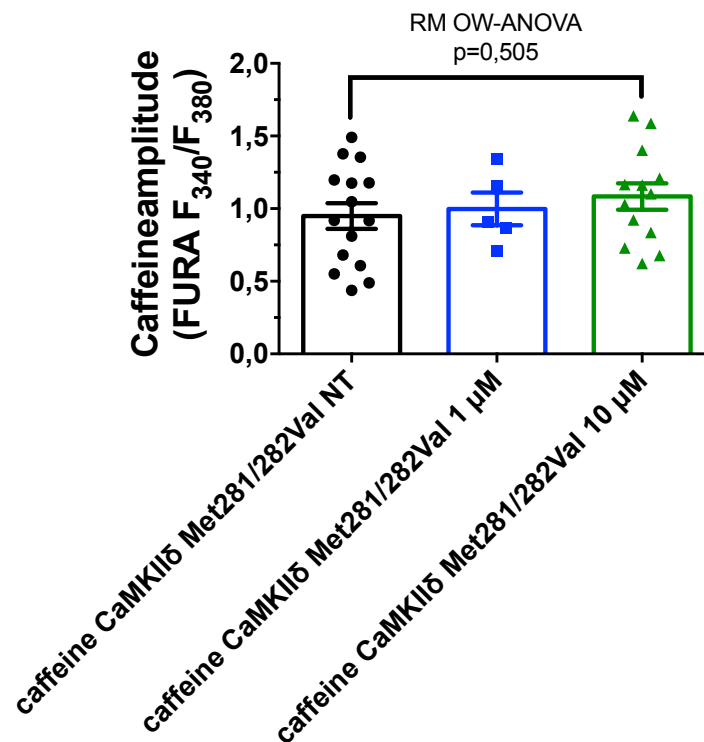 RM OW-ANOVA
p=0,505
Caffeineamplitude
(FURA F340/F380)
2,0
1,5
1,0
0,5
0,0
caffeine CaMKIIδ Met281/282Val NT
caffeine CaMKIIδ Met281/282Val 1 µM
caffeine CaMKIIδ Met281/282Val 10 µM